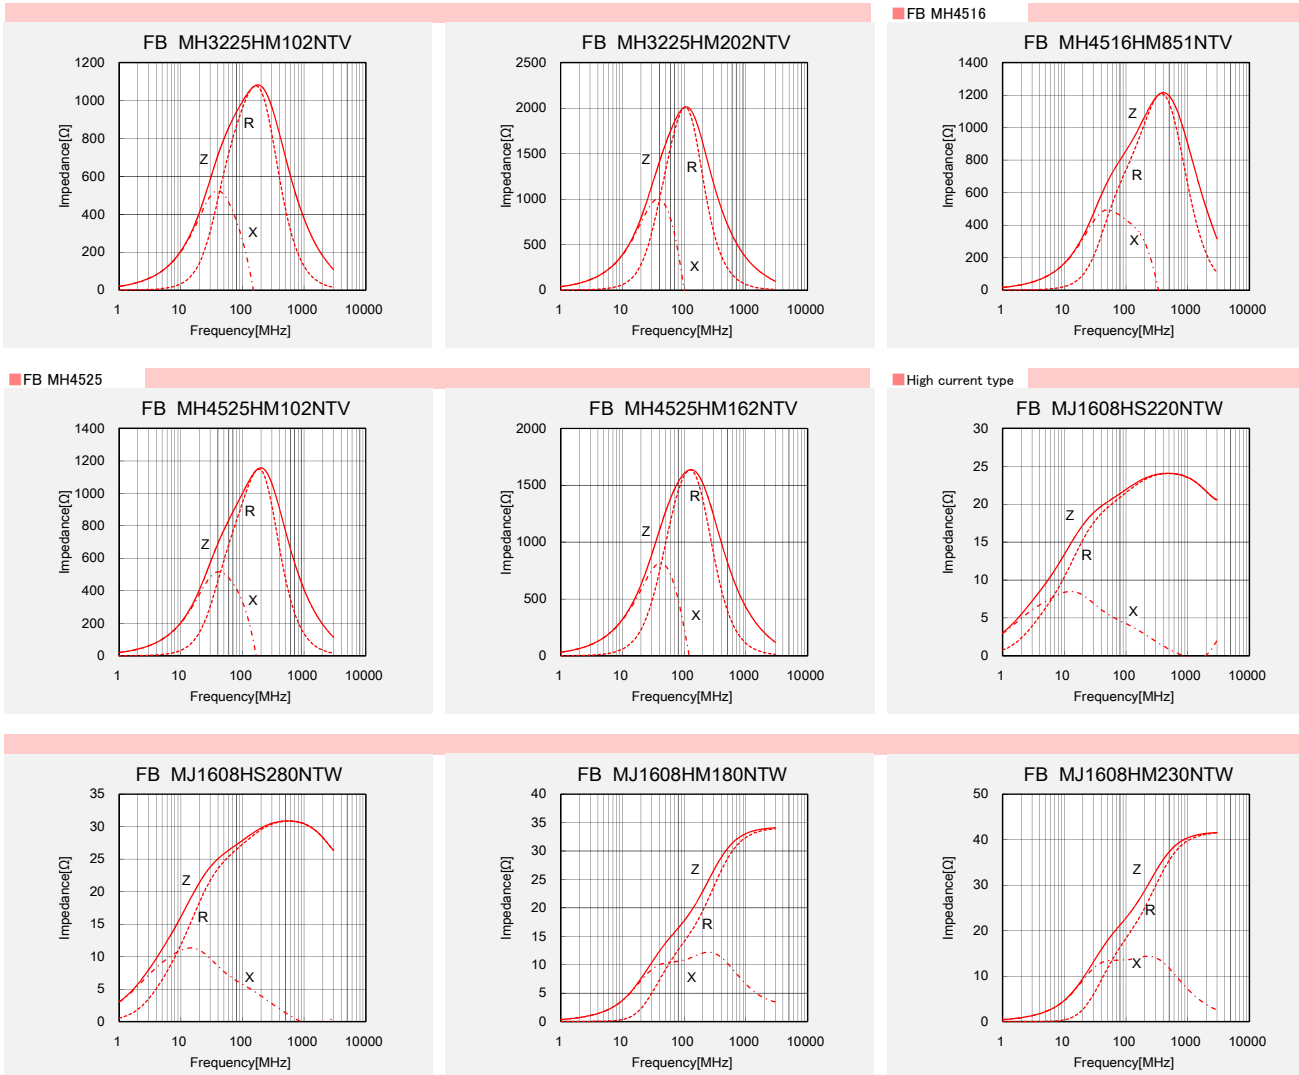 FB MH4516
FB MH3225HM102NTV
1200
1000
800
600
400
200
0
Impedance[Ω]
Z
R
X
1 10 100 1000 10000
Frequency[MHz]
FB MH3225HM202NTV
2500
2000
1500
1000
500
0
Impedance[Ω]
Z
R
X
1 10 100 1000 10000
Frequency[MHz]
FB MH4516HM851NTV
1400
1200
1000
800
600
400
200
0
Impedance[Ω]
Z
R
X
1 10 100 1000 10000
Frequency[MHz]
FB MH4525
High current type
FB MH4525HM102NTV
1400
1200
1000
800
600
400
200
0
Impedance[Ω]
R
Z
X
1 10 100 1000 10000
Frequency[MHz]
FB MH4525HM162NTV
2000
1500
1000
500
0
Impedance[Ω]
R
Z
X
1 10 100 1000 10000
Frequency[MHz]
FB MJ1608HS220NTW
30
25
20
15
10
5
0
Impedance[Ω]
Z
R
X
1 10 100 1000 10000
Frequency[MHz]
FB MJ1608HS280NTW
35
30
25
20
15
10
5
0
Impedance[Ω]
Z
R
X
1 10 100 1000 10000
Frequency[MHz]
FB MJ1608HM180NTW
40
35
30
25
20
15
10
5
0
Impedance[Ω]
Z
R
X
1 10 100 1000 10000
Frequency[MHz]
FB MJ1608HM230NTW
50
40
30
20
10
0
Impedance[Ω]
Z
R
X
1 10 100 1000 10000
Frequency[MHz]